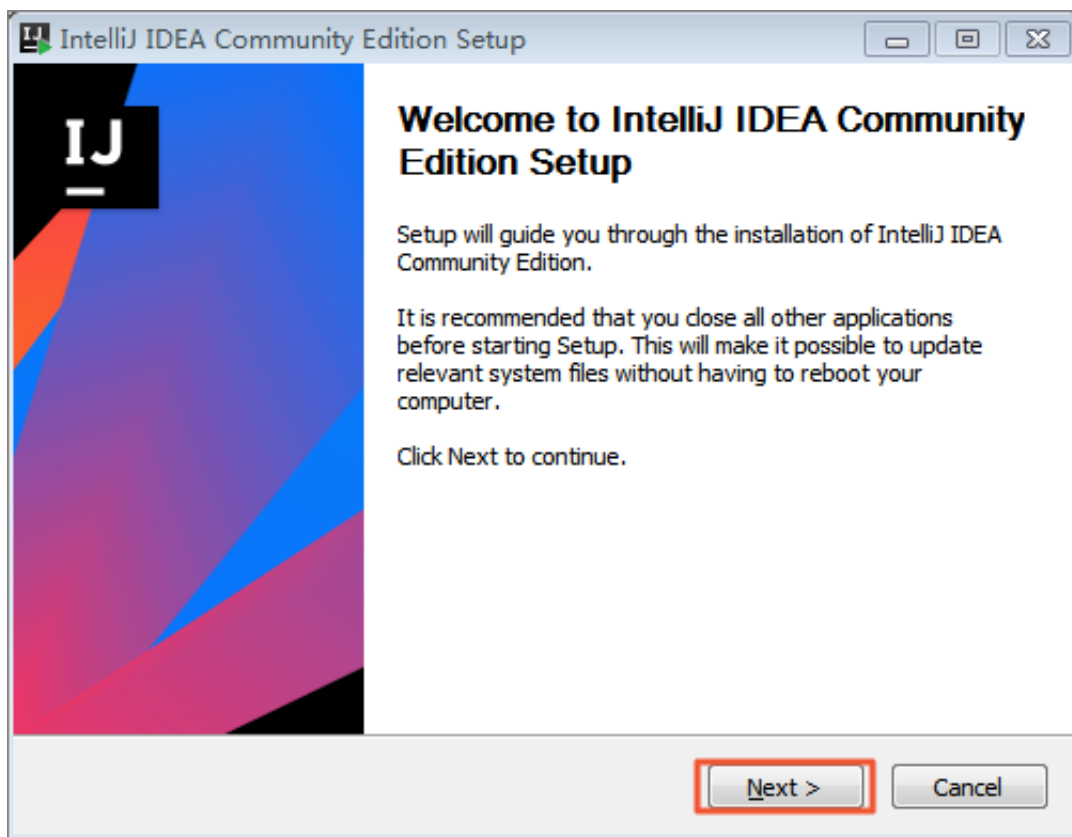 IntelliJ IDEA Community Edition Setup
IJ
Welcome to IntelliJ IDEA Community
Edition Setup
Setup will guide you through the installation of IntelliJ IDEA
Community Edition.
It is recommended that you close all other applications
before starting Setup. This will make it possible to update
relevant system files without having to reboot your
computer.
Click Next to continue.
Next >
Cancel